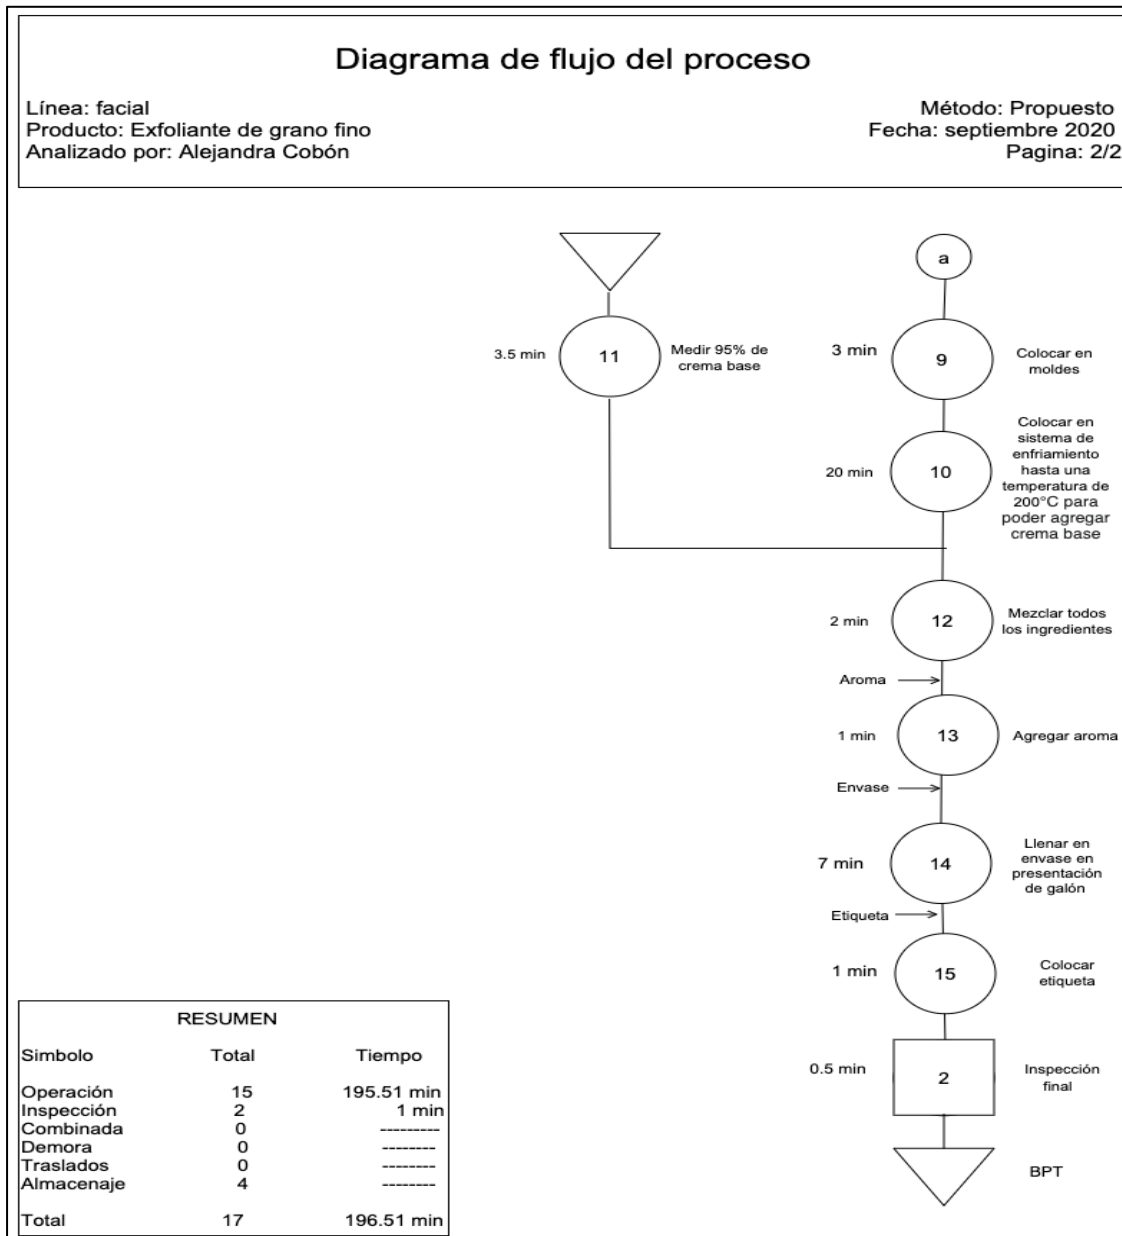 Diagrama de flujo del proceso
Línea: facial
Producto: Exfoliante de grano fino
Analizado por: Alejandra Cobón
Método: Propuesto
Fecha: septiembre 2020
Pagina: 2/2
a
3.5 min
11
Medir 95% de
crema base
3 min
9
Colocar en
moldes
20 min
10
Colocar en
sistema de
enfriamiento
hasta una
temperatura de
200°C para
poder agregar
crema base
2 min
12
Mezclar todos
los ingredientes
Aroma
1 min
13
Agregar aroma
Envase
7 min
14
Llenar en
envase en
presentación
de galón
Etiqueta
1 min
15
Colocar
etiqueta
0.5 min
2
Inspección
final
BPT
RESUMEN
Simbolo Total Tiempo
Operación 15 195.51 min
Inspección 2 1 min
Combinada 0 ---------
Demora 0 --------
Traslados 0 --------
Almacenaje 4 --------
Total 17 196.51 min